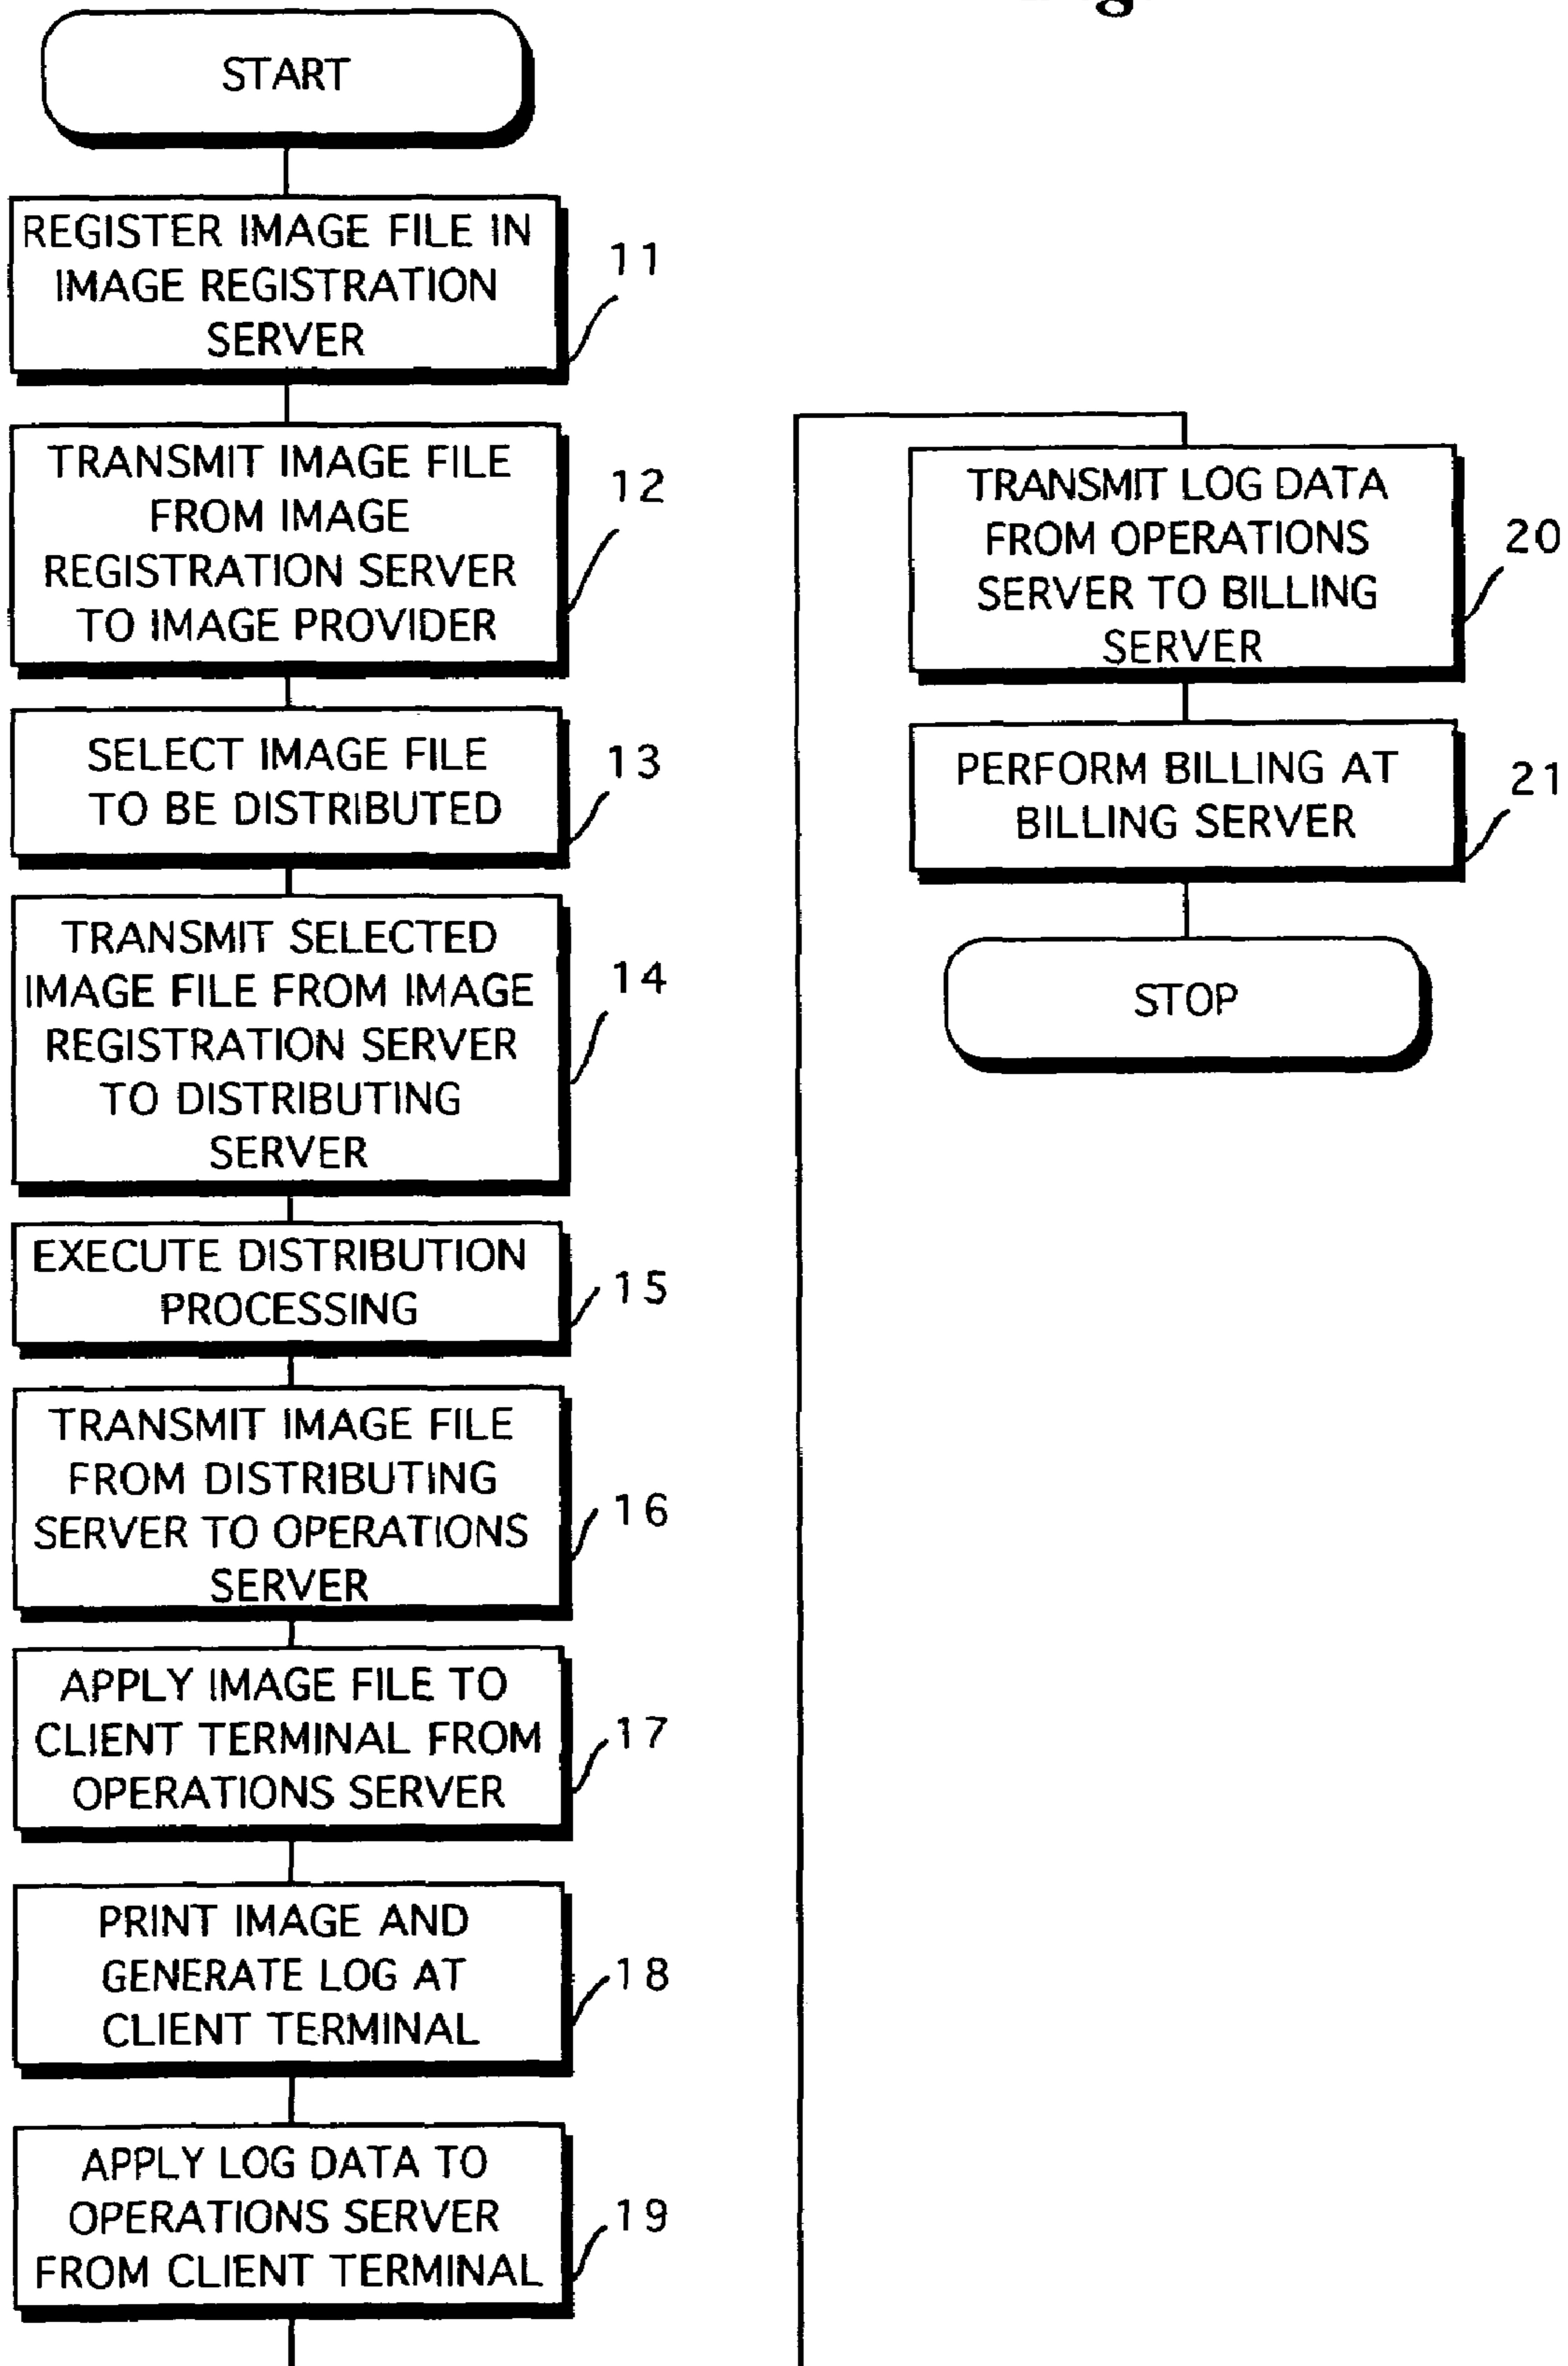 START
REGISTER IMAGE FILE IN
IMAGE REGISTRATION
SERVER
11
TRANSMIT IMAGE FILE
FROM IMAGE
REGISTRATION SERVER
TO IMAGE PROVIDER
12
SELECT IMAGE FILE
TO BE DISTRIBUTED
13
TRANSMIT SELECTED
IMAGE FILE FROM IMAGE
REGISTRATION SERVER
TO DISTRIBUTING
SERVER
14
EXECUTE DISTRIBUTION
PROCESSING
15
TRANSMIT IMAGE FILE
FROM DISTRIBUTING
SERVER TO OPERATIONS
SERVER
16
APPLY IMAGE FILE TO
CLIENT TERMINAL FROM
OPERATIONS SERVER
17
PRINT IMAGE AND
GENERATE LOG AT
CLIENT TERMINAL
18
APPLY LOG DATA TO
OPERATIONS SERVER
FROM CLIENT TERMINAL
19
TRANSMIT LOG DATA
FROM OPERATIONS
SERVER TO BILLING
SERVER
20
PERFORM BILLING AT
BILLING SERVER
21
STOP